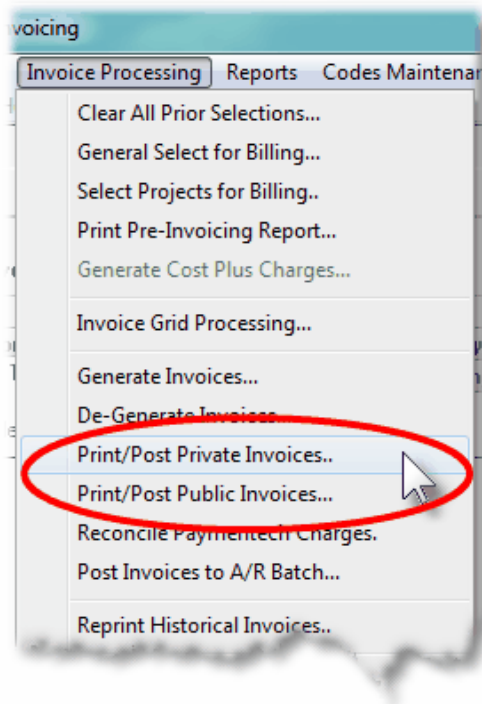 voicing
Invoice Processing Reports Codes Maintenan
Clear All Prior Selections...
General Select for Billing...
Select Projects for Billing..
Print Pre-Invoicing Report...
Generate Cost Plus Charges...
Invoice Grid Processing...
Generate Invoices...
De-Generate Invoices...
Print/Post Private Invoices..
Print/Post Public Invoices...
Reconcile Paymentech Charges.
Post Invoices to A/R Batch...
Reprint Historical Invoices..